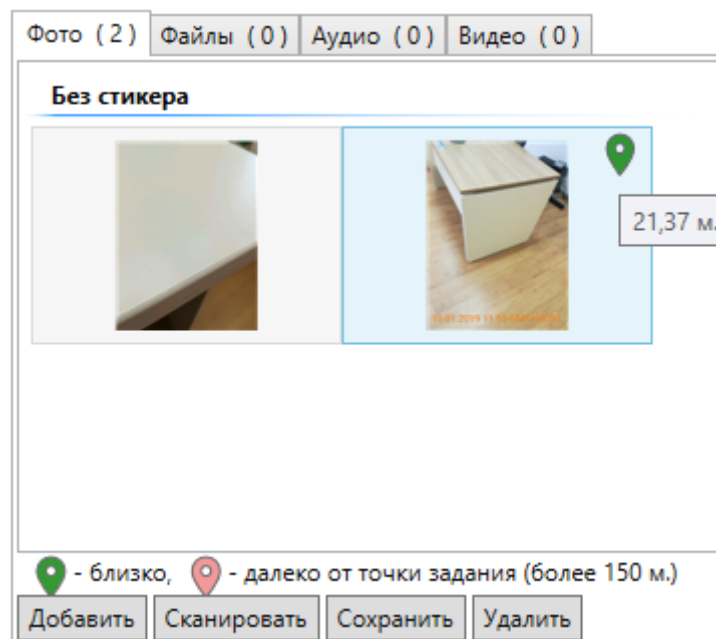 Фото ( 2 ) Файлы ( 0 ) Аудио ( 0 ) Видео ( 0 )
Без стикера
21,37 м.
- близко, - далеко от точки задания (более 150 м.)
Добавить Сканировать Сохранить Удалить